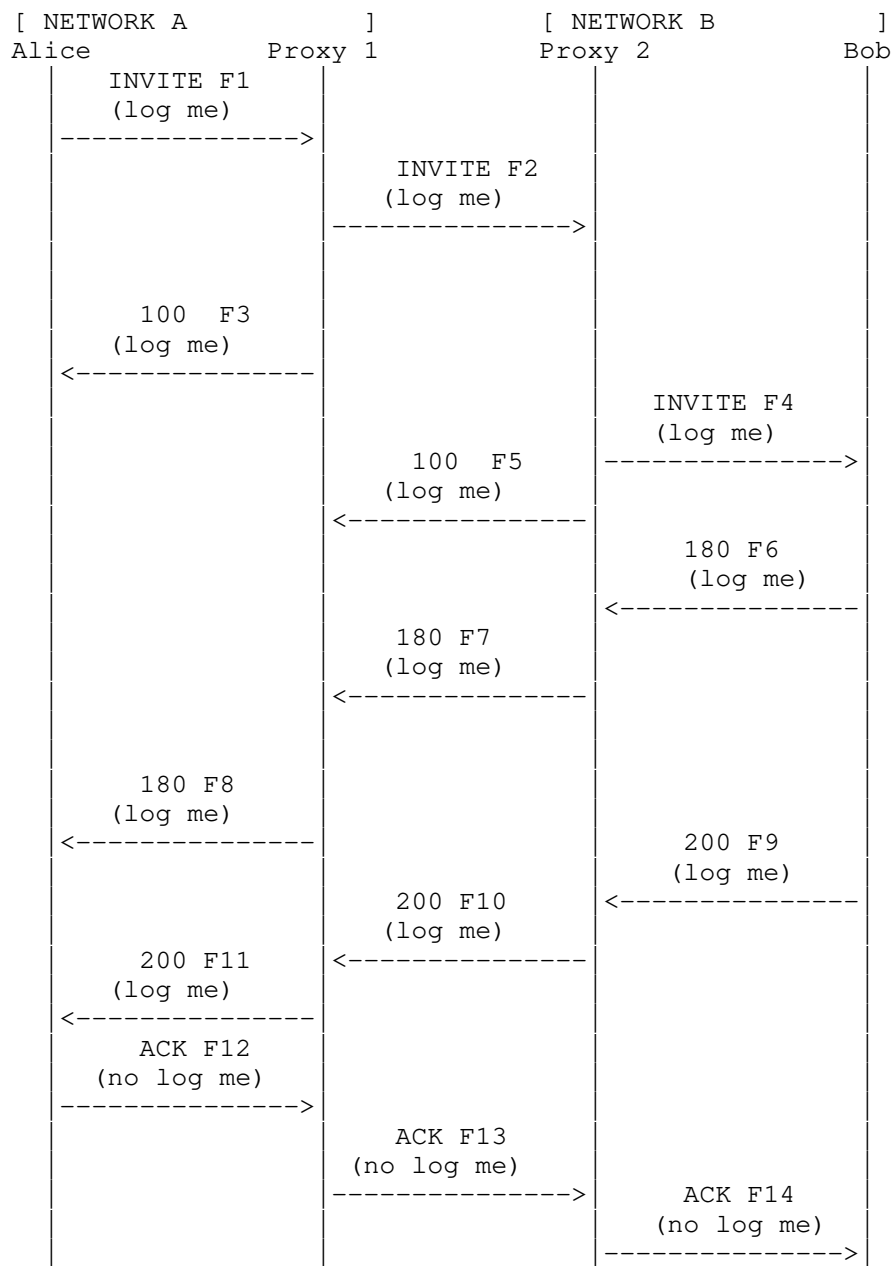 [ NETWORK A ] [ NETWORK B ]
Alice Proxy 1 Proxy 2 Bob
INVITE F1
(log me)
INVITE F2
(log me)
100 F3
(log me)
INVITE F4
(log me)
100 F5
(log me)
180 F6
(log me)
180 F7
(log me)
180 F8
(log me)
200 F9
(log me)
200 F10
(log me)
200 F11
(log me)
ACK F12
(no log me)
ACK F13
(no log me)
ACK F14
(no log me)